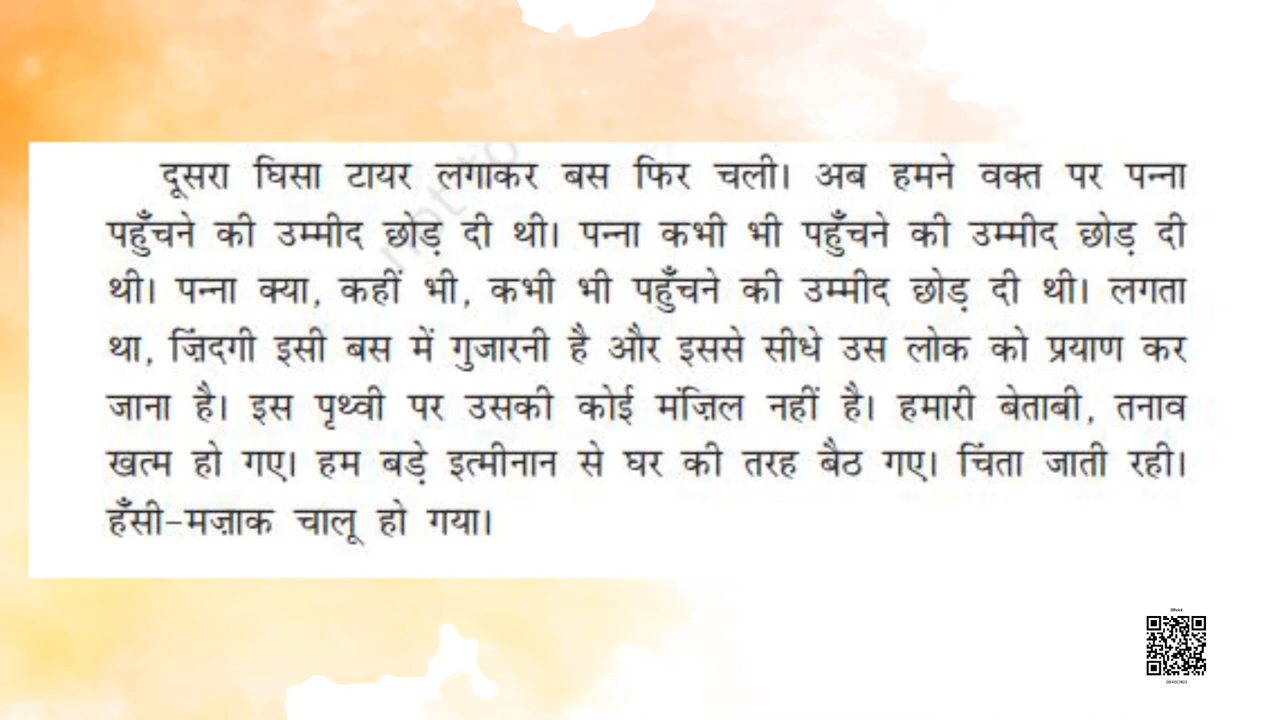 दूसरा घिसा टायर लगाकर बस फिर चली। अब हमने वक्त पर पन्ना
पहुँचने की उम्मीद छोड़ दी थी। पन्ना कभी भी पहुँचने की उम्मीद छोड़ दी
थी। पन्ना क्या, कहीं भी, कभी भी पहुँचने की उम्मीद छोड़ दी थी। लगता
था, ज़िंदगी इसी बस में गुजारनी है और इससे सीधे उस लोक को प्रयाण कर
जाना है। इस पृथ्वी पर उसकी कोई मंज़िल नहीं है। हमारी बेताबी, तनाव
खत्म हो गए। हम बड़े इत्मीनान से घर की तरह बैठ गए। चिंता जाती रही।
हँसी-मज़ाक चालू हो गया।
not to